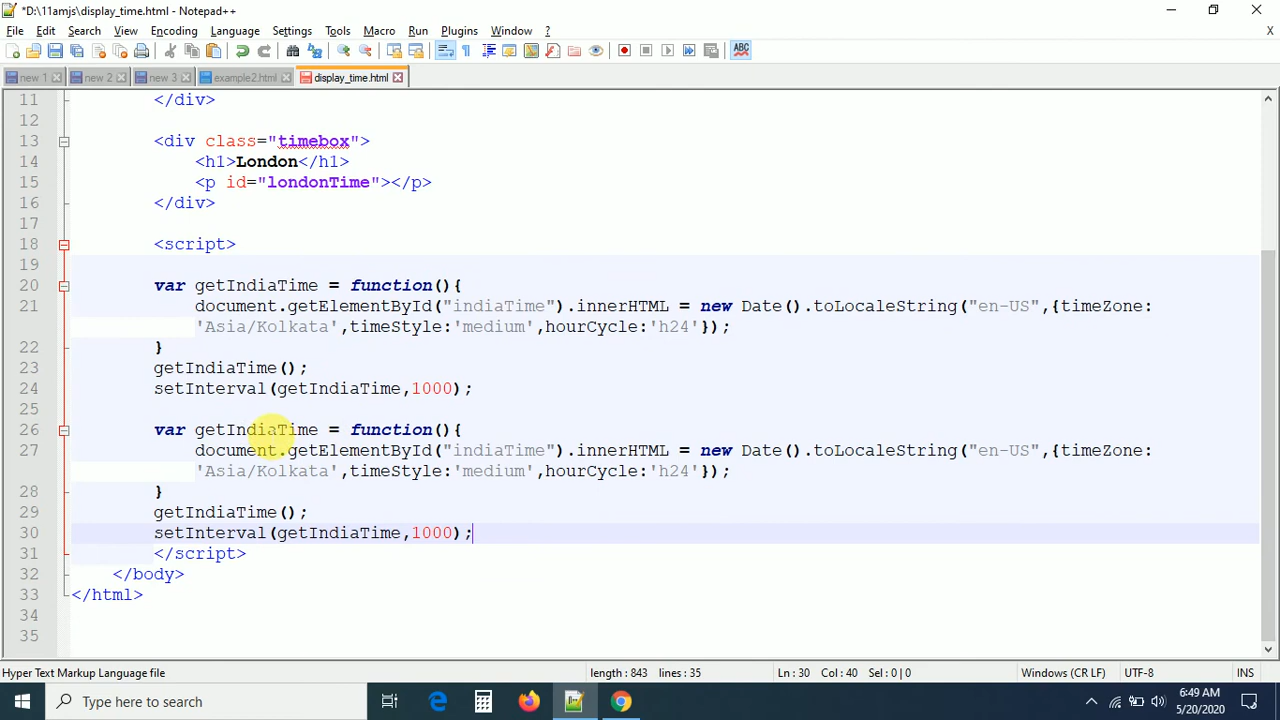 *D:\11amjs\display_time.html - Notepad++
File Edit Search View Encoding Language Settings Tools Macro Run Plugins Window ? X
new 1 new 2 new 3 example2.html display_time.html
11 </div>
12
13 <div class="timebox">
14 <h1>London</h1>
15 <p id="londonTime"></p>
16 </div>
17
18 <script>
19
20 var getIndiaTime = function(){
21 document.getElementById("indiaTime").innerHTML = new Date().toLocaleString("en-US",{timeZone:
'Asia/Kolkata',timeStyle:'medium',hourCycle:'h24'});
22 }
23 getIndiaTime();
24 setInterval(getIndiaTime,1000);
25
26 var getIndiaTime = function(){
27 document.getElementById("indiaTime").innerHTML = new Date().toLocaleString("en-US",{timeZone:
'Asia/Kolkata',timeStyle:'medium',hourCycle:'h24'});
28 }
29 getIndiaTime();
30 setInterval(getIndiaTime,1000);
31 </script>
32 </body>
33 </html>
34
35
Hyper Text Markup Language file length : 843 lines : 35 Ln : 30 Col : 40 Sel : 0 | 0 Windows (CR LF) UTF-8 INS
Type here to search 6:49 AM
5/20/2020